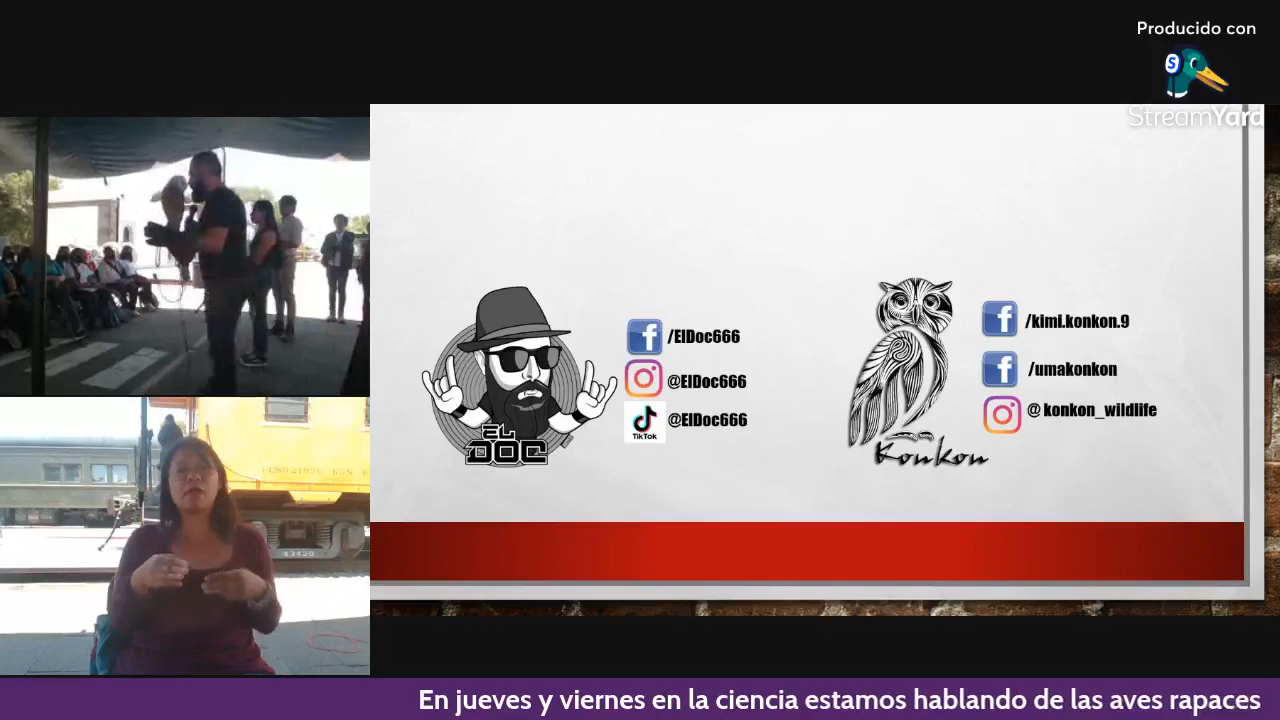 Producido con
S
StreamYard
/ElDoc666
@ElDoc666
TikTok
@ElDoc666
EL
DOC
/kimi.konkon.9
/umakonkon
@ konkon_wildlife
Konkon
63620
En jueves y viernes en la ciencia estamos hablando de las aves rapaces